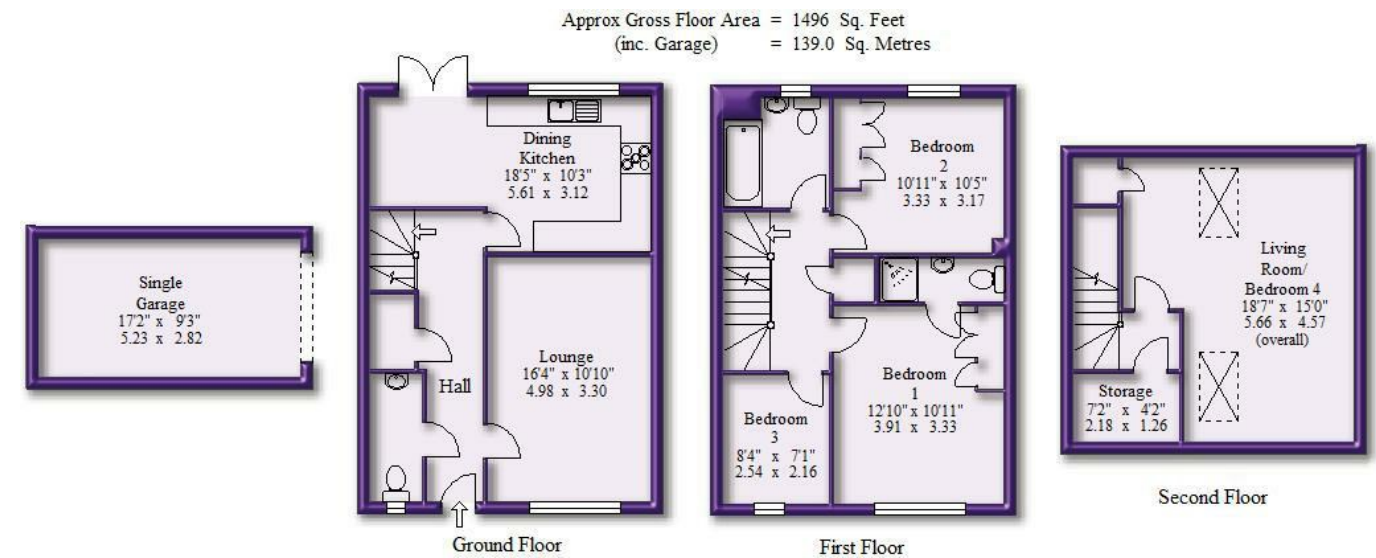 Approx Gross Floor Area = 1496 Sq. Feet
(inc. Garage) = 139.0 Sq. Metres
Single
Garage
17'2" x 9'3"
5.23 x 2.82
Dining
Kitchen
18'5" x 10'3"
5.61 x 3.12
Lounge
16'4" x 10'10"
4.98 x 3.30
Hall
Ground Floor
Bedroom
2
10'11" x 10'5"
3.33 x 3.17
Bedroom
1
12'10" x 10'11"
3.91 x 3.33
Bedroom
3
8'4" x 7'1"
2.54 x 2.16
First Floor
Living
Room/
Bedroom 4
18'7" x 15'0"
5.66 x 4.57
(overall)
Storage
7'2" x 4'2"
2.18 x 1.26
Second Floor